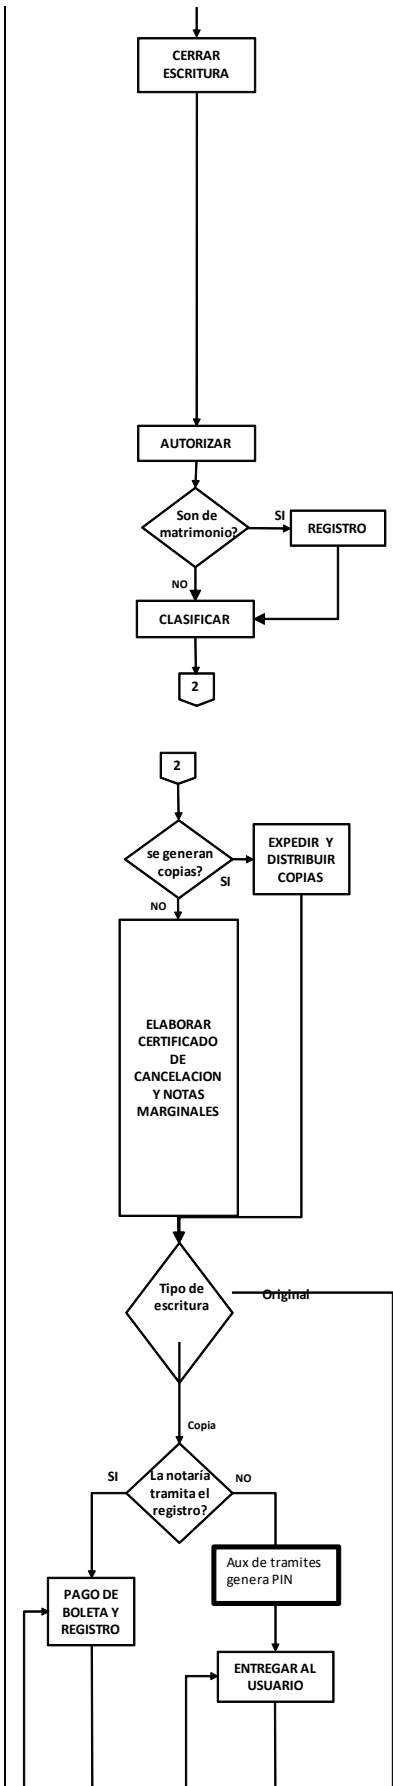 CERRAR
ESCRITURA
AUTORIZAR
Son de
matrimonio?
SI
REGISTRO
NO
CLASIFICAR
2
2
se generan
copias?
SI
EXPEDIR Y
DISTRIBUIR
COPIAS
NO
ELABORAR
CERTIFICADO
DE
CANCELACION
Y NOTAS
MARGINALES
Tipo de
escritura
Original
Copia
SI
La notaría
tramita el
registro?
NO
Aux de tramites
genera PIN
PAGO DE
BOLETA Y
REGISTRO
ENTREGAR AL
USUARIO